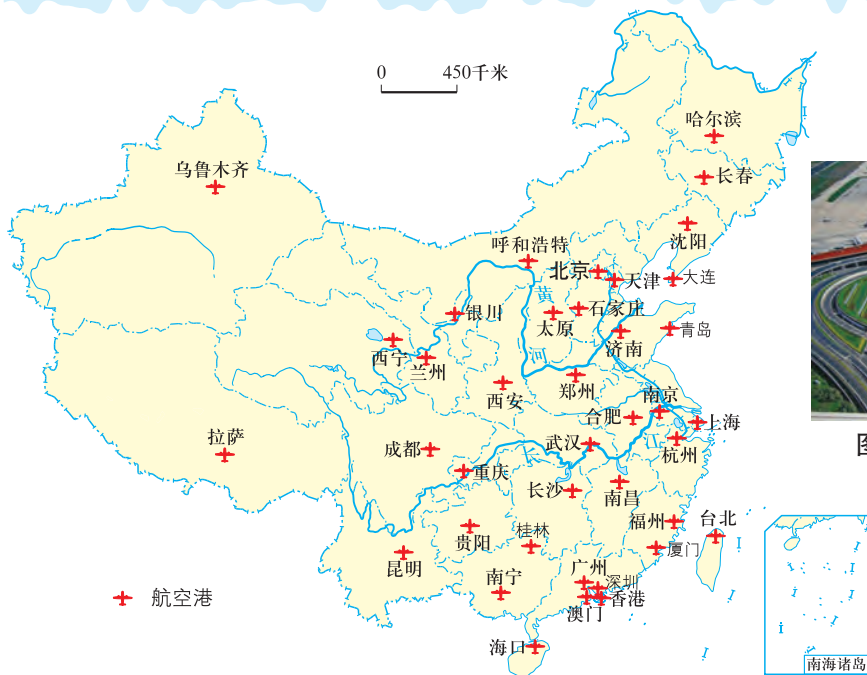 0 450千米
哈尔滨
长春
乌鲁木齐
沈阳
呼和浩特
北京
天津
大连
黄
河
银川
石家庄
太原
济南
青岛
西宁
兰州
西安
郑州
南京
合肥
上海
拉萨
成都
重庆
长
武汉
江
杭州
长沙
南昌
福州
台北
贵阳
桂林
厦门
昆明
南宁
广州
深圳
澳门
香港
航空港
海口
南海诸岛